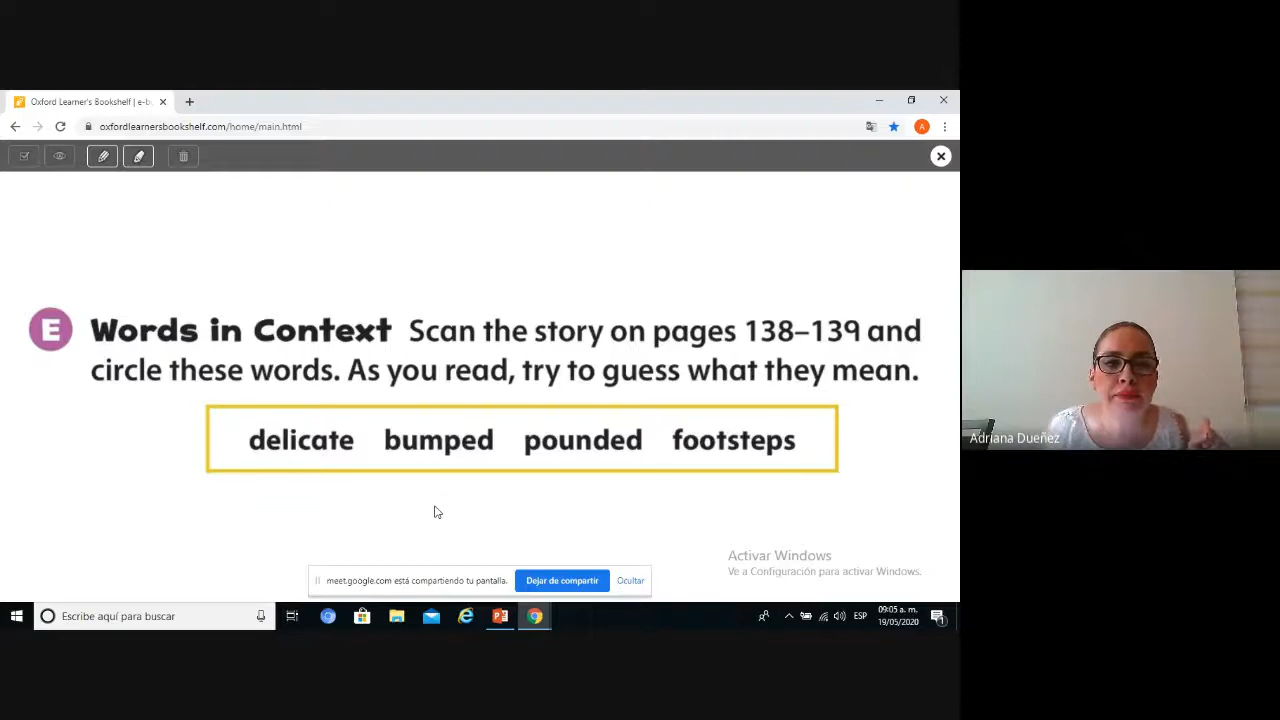 Oxford Learner's Bookshelf | e-b
oxfordlearnersbookshelf.com/home/main.html
A
E Words in Context Scan the story on pages 138–139 and
circle these words. As you read, try to guess what they mean.
delicate bumped pounded footsteps
Adriana Dueñez
Activar Windows
Ve a Configuración para activar Windows.
meet.google.com está compartiendo tu pantalla. Dejar de compartir Ocultar
Escribe aquí para buscar
ESP
09:05 a. m.
19/05/2020
1